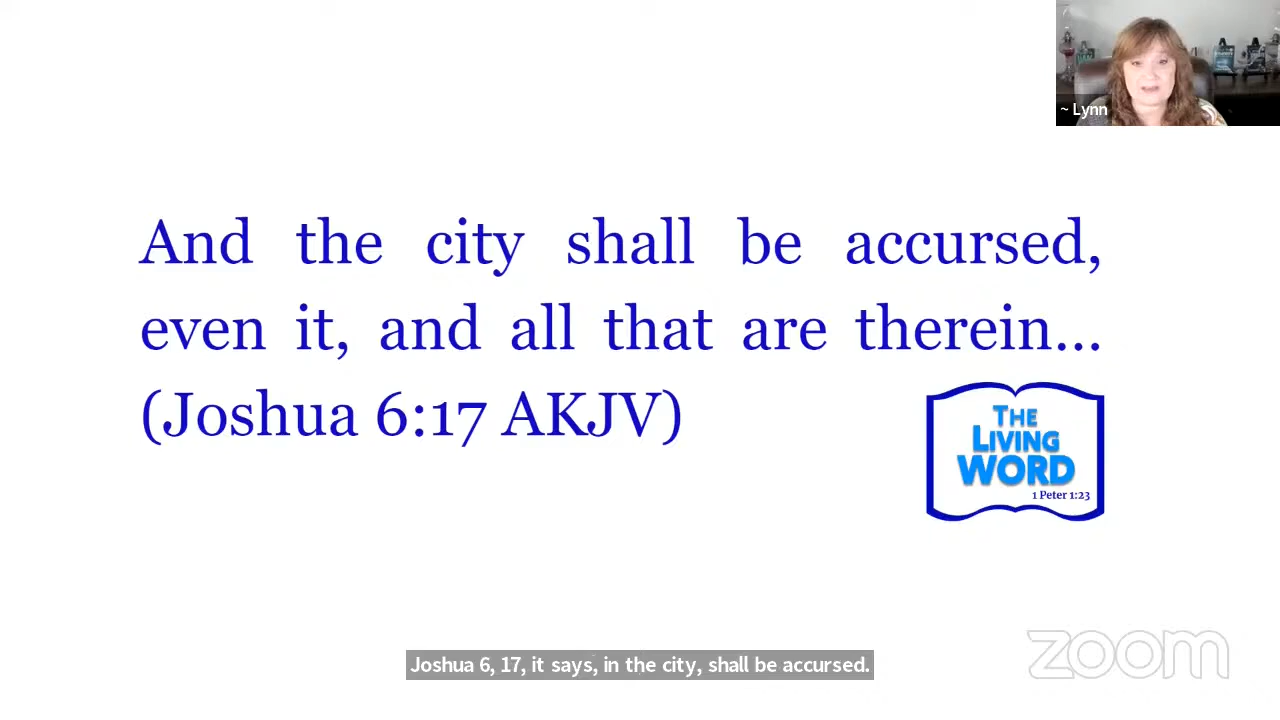 ~ Lynn
And the city shall be accursed,
even it, and all that are therein...
(Joshua 6:17 AKJV)
THE
LIVING
WORD
1 Peter 1:23
Joshua 6, 17, it says, in the city, shall be accursed.
zoom